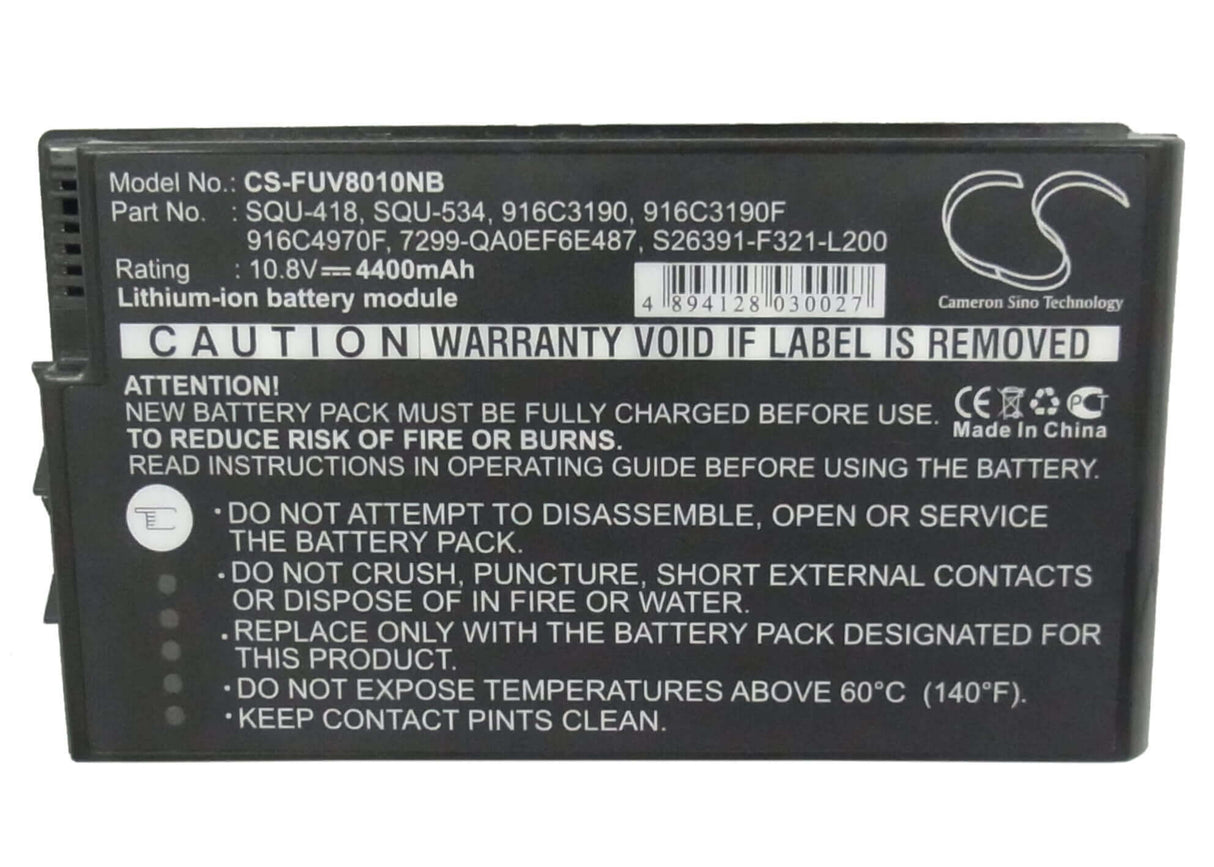 Model No.: CS-FUV8010NB
Part No. : SQU-418, SQU-534, 916C3190, 916C3190F
916C4970F, 7299-QA0EF6E487, S26391-F321-L200
Rating : 10.8V⎓4400mAh
Lithium-ion battery module
4 894128 030027
CS
Cameron Sino Technology
CAUTION WARRANTY VOID IF LABEL IS REMOVED
ATTENTION!
NEW BATTERY PACK MUST BE FULLY CHARGED BEFORE USE.
TO REDUCE RISK OF FIRE OR BURNS.
READ INSTRUCTIONS IN OPERATING GUIDE BEFORE USING THE BATTERY.
CE PCT
Made In China
·DO NOT ATTEMPT TO DISASSEMBLE, OPEN OR SERVICE
THE BATTERY PACK.
·DO NOT CRUSH, PUNCTURE, SHORT EXTERNAL CONTACTS
OR DISPOSE OF IN FIRE OR WATER.
·REPLACE ONLY WITH THE BATTERY PACK DESIGNATED FOR
THIS PRODUCT.
·DO NOT EXPOSE TEMPERATURES ABOVE 60°C (140°F).
·KEEP CONTACT PINTS CLEAN.